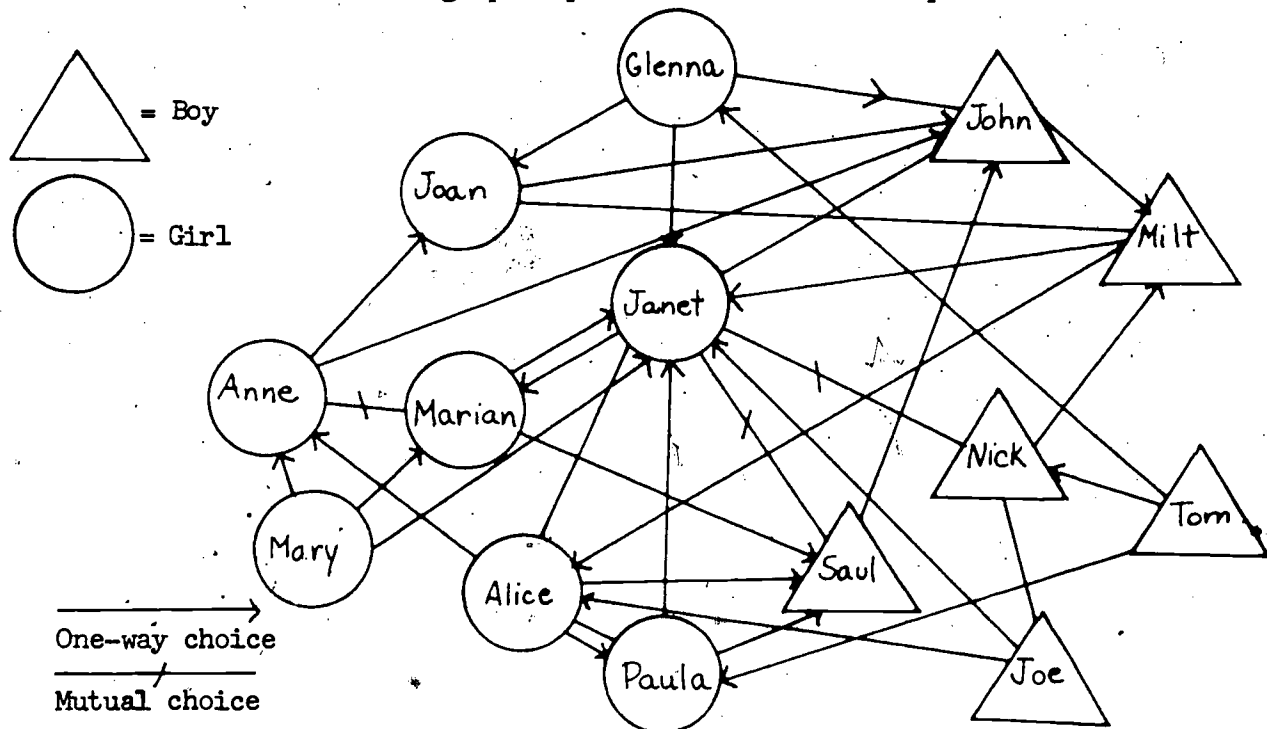 = Boy
= Girl
Glenna
John
Joan
Milt
Janet
Anne
Marian
Nick
Mary
Tom
Alice
Saul
Paula
Joe
One-way choice
Mutual choice